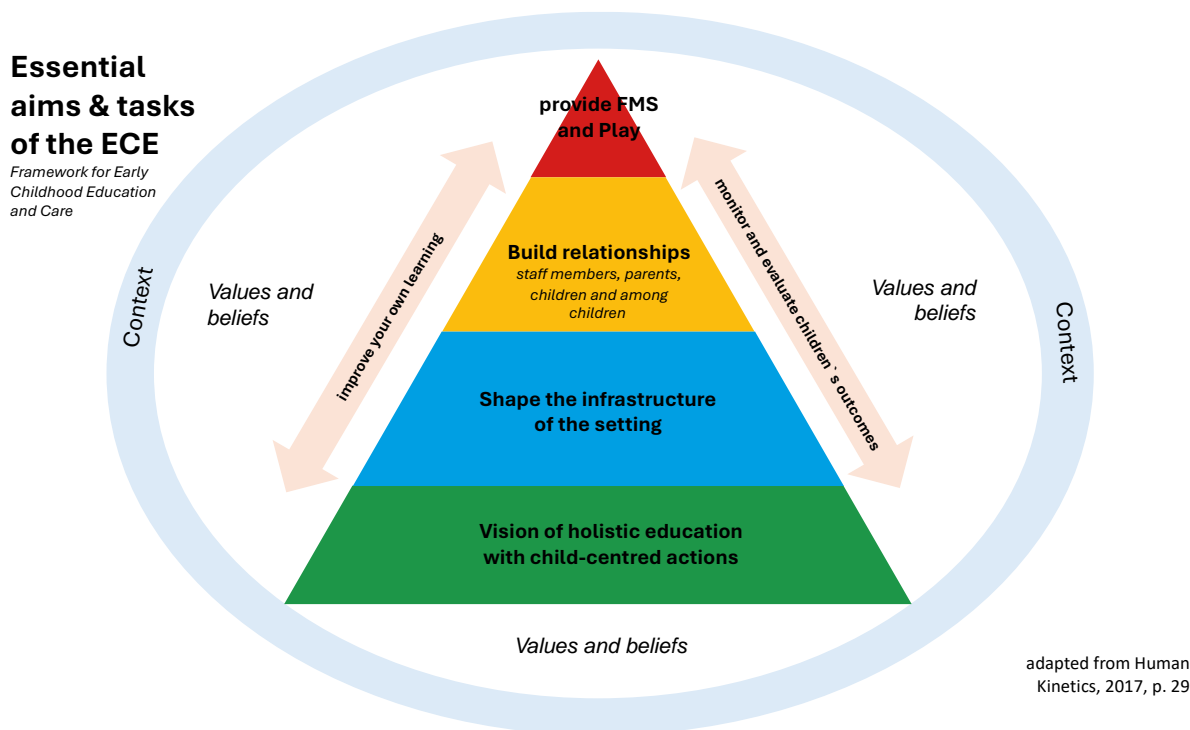 Essential
aims & tasks
of the ECE
Framework for Early
Childhood Education
and Care
provide FMS
and Play
Build relationships
staff members, parents,
children and among
children
Shape the infrastructure
of the setting
Vision of holistic education
with child-centred actions
improve your own learning
monitor and evaluate children`s outcomes
Context
Values and
beliefs
Values and
beliefs
Context
Values and beliefs
adapted from Human
Kinetics, 2017, p. 29